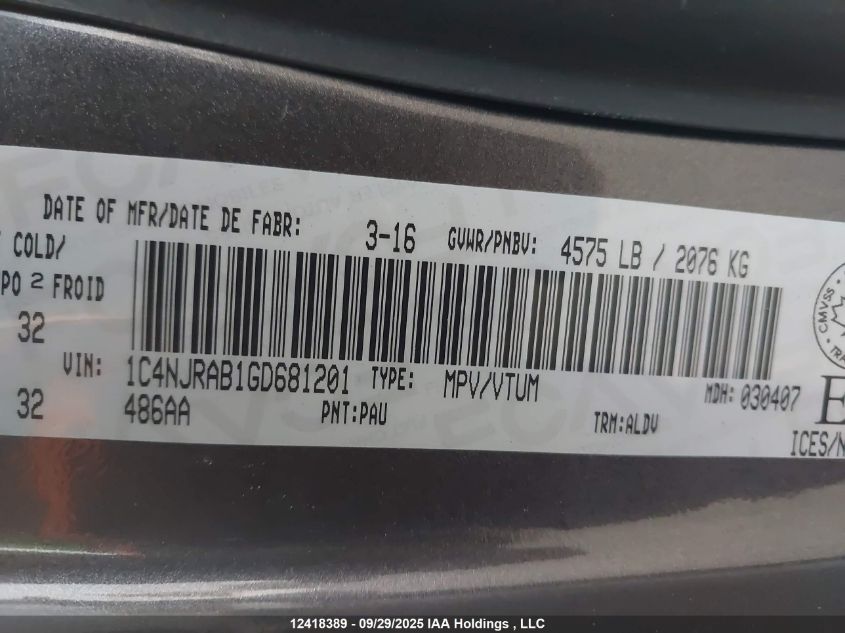 DATE OF MFR/DATE DE FABR: 3-16 GVWR/PNBV: 4575 LB / 2076 KG
COLD/
PO 2 FROID
32
VIN: 1C4NJRAB1GD681201 TYPE: MPV/VTUM MDH: 030407
32 486AA PNT:PAU TRM:ALDV
CMVSS
ICES/N
12418389 - 09/29/2025 IAA Holdings , LLC